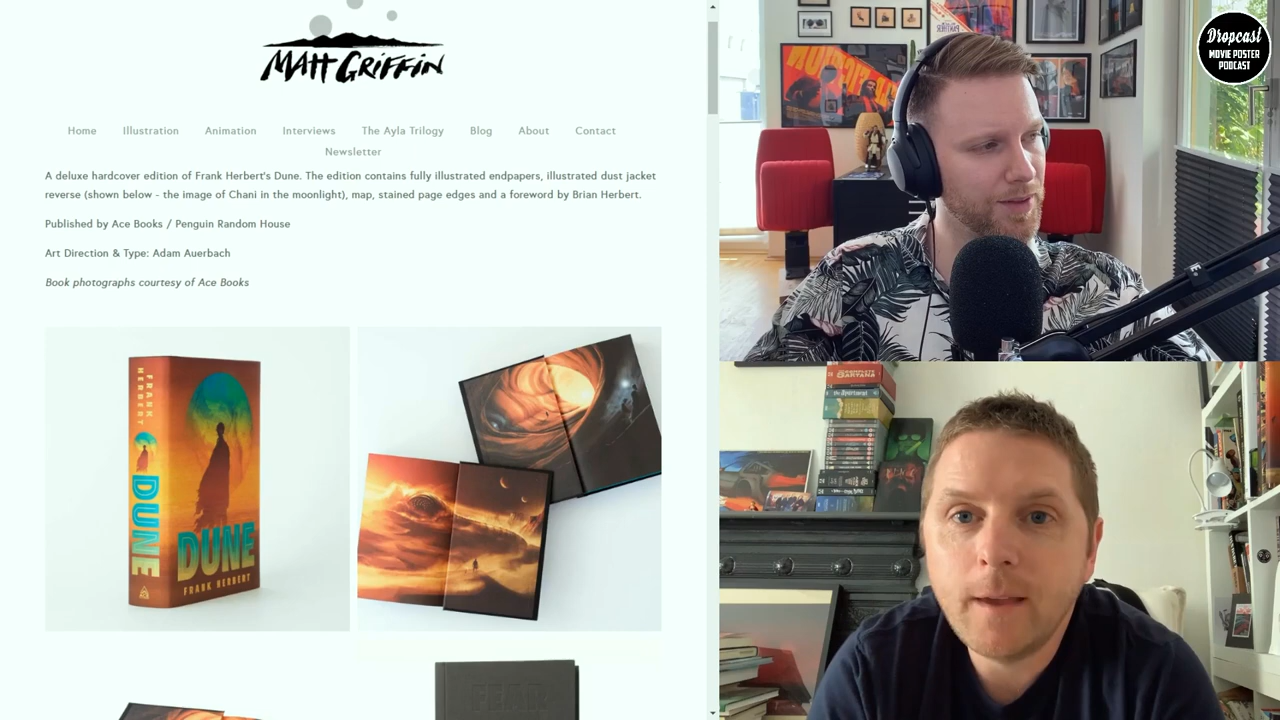 MATT GRIFFIN
Home Illustration Animation Interviews The Ayla Trilogy Blog About Contact
Newsletter
A deluxe hardcover edition of Frank Herbert's Dune. The edition contains fully illustrated endpapers, illustrated dust jacket
reverse (shown below - the image of Chani in the moonlight), map, stained page edges and a foreword by Brian Herbert.
Published by Ace Books / Penguin Random House
Art Direction & Type: Adam Auerbach
Book photographs courtesy of Ace Books
FRANK
HERBERT
DUNE
DUNE
FRANK HERBERT
FEAR
Dropcast
MOVIE POSTER
PODCAST